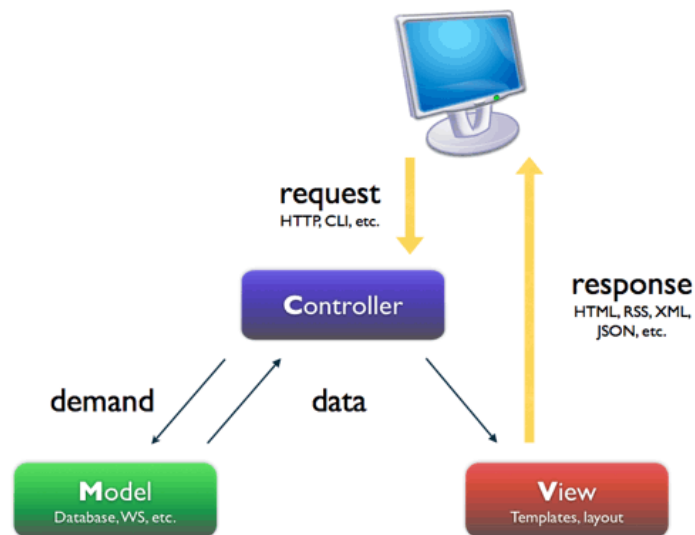 request
HTTP, CLI, etc.
Controller
response
HTML, RSS, XML,
JSON, etc.
demand
data
Model
Database, WS, etc.
View
Templates, layout